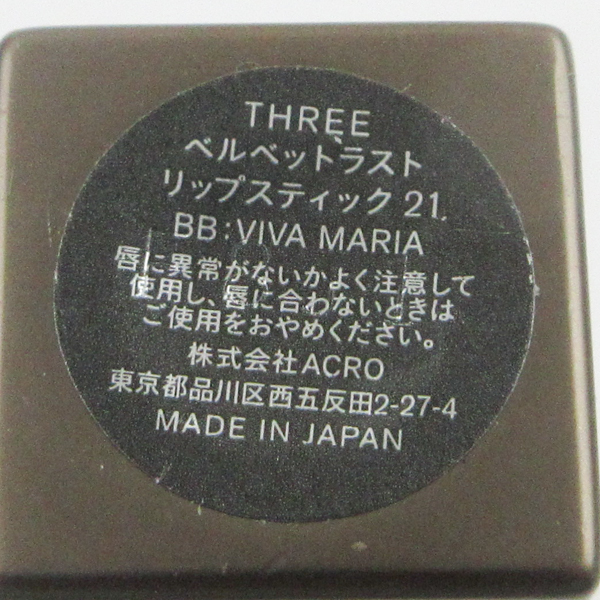 THREE
ベルベットラスト
リップスティック 21
BB:VIVA MARIA
唇に異常がないかよく注意して
使用し、唇に合わないときは
ご使用をおやめください。
株式会社ACRO
東京都品川区西五反田2-27-4
MADE IN JAPAN